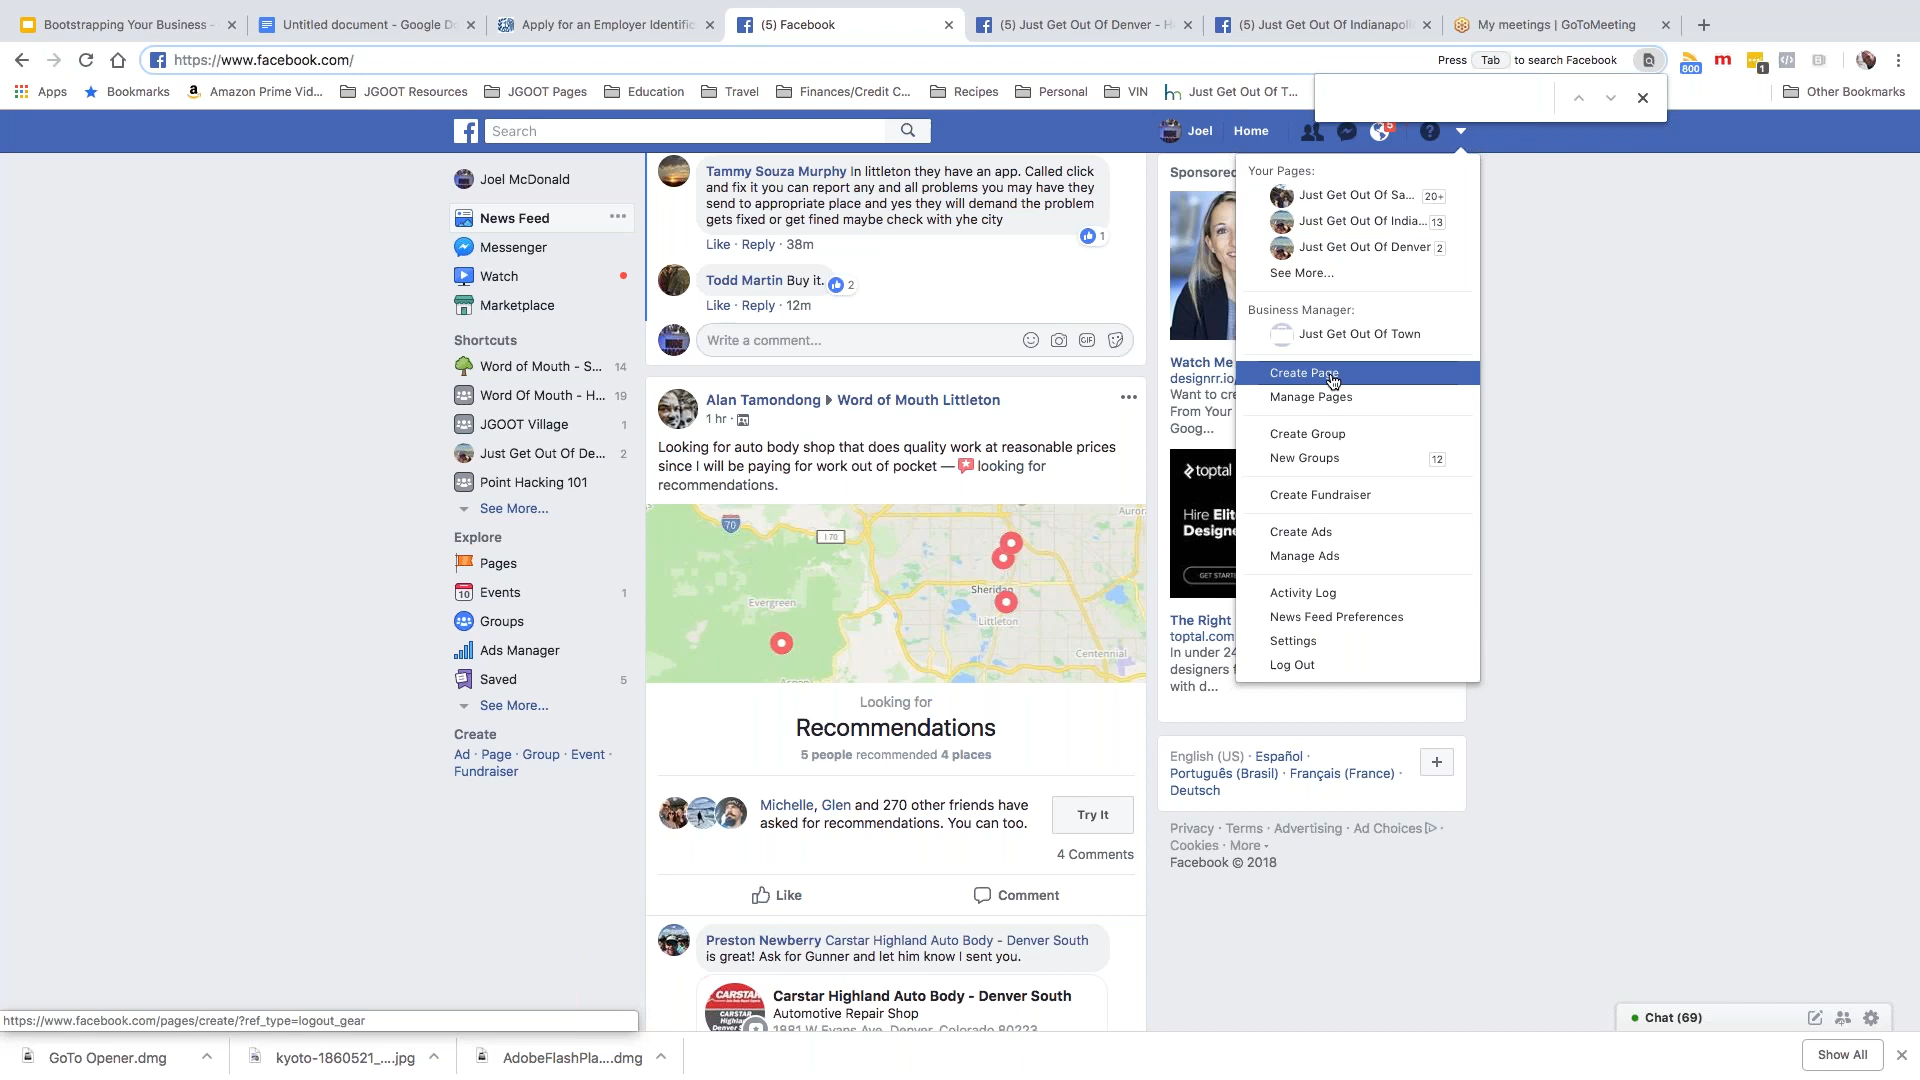 Bootstrapping Your Business -
Untitled document - Google D
Apply for an Employer Identific
(5) Facebook
(5) Just Get Out Of Denver - H
(5) Just Get Out Of Indianapoli
My meetings | GoToMeeting
https://www.facebook.com/
Press Tab to search Facebook
800
m
1
Apps
Bookmarks
Amazon Prime Vid...
JGOOT Resources
JGOOT Pages
Education
Travel
Finances/Credit C...
Recipes
Personal
VIN
Just Get Out Of T...
Other Bookmarks
Search
Joel
Home
5
Joel McDonald
News Feed
Messenger
Watch
Marketplace
Shortcuts
Word of Mouth - S... 14
Word Of Mouth - H... 19
JGOOT Village 1
Just Get Out Of De... 2
Point Hacking 101
See More...
Explore
Pages
10 Events 1
Groups
Ads Manager
Saved 5
See More...
Create
Ad · Page · Group · Event ·
Fundraiser
Tammy Souza Murphy In littleton they have an app. Called click
and fix it you can report any and all problems you may have they
send to appropriate place and yes they will demand the problem
gets fixed or get fined maybe check with yhe city
1
Like · Reply · 38m
Todd Martin Buy it. 2
Like · Reply · 12m
Write a comment...
GIF
Alan Tamondong Word of Mouth Littleton
1 hr ·
Looking for auto body shop that does quality work at reasonable prices
since I will be paying for work out of pocket — looking for
recommendations.
70
I 70
Auror
Sheridan
Evergreen
Littleton
Centennial
Looking for
Recommendations
5 people recommended 4 places
Michelle, Glen and 270 other friends have
asked for recommendations. You can too.
Try It
4 Comments
Like
Comment
Preston Newberry Carstar Highland Auto Body - Denver South
is great! Ask for Gunner and let him know I sent you.
CARSTAR
Carstar Highland Auto Body - Denver South
Automotive Repair Shop
1881 W Evans Ave, Denver, Colorado 80223
Sponsored
Watch Me
designrr.io
Want to cre
From Your
Goog...
toptal
Hire Elit
Designe
GET START
The Right
toptal.com
In under 24
designers f
with d...
Your Pages:
Just Get Out Of Sa... 20+
Just Get Out Of India... 13
Just Get Out Of Denver 2
See More...
Business Manager:
Just Get Out Of Town
Create Page
Manage Pages
Create Group
New Groups 12
Create Fundraiser
Create Ads
Manage Ads
Activity Log
News Feed Preferences
Settings
Log Out
English (US) · Español ·
Português (Brasil) · Français (France) ·
Deutsch
Privacy · Terms · Advertising · Ad Choices ·
Cookies · More
Facebook © 2018
Chat (69)
https://www.facebook.com/pages/create/?ref_type=logout_gear
GoTo Opener.dmg
kyoto-1860521_....jpg
AdobeFlashPla....dmg
Show All